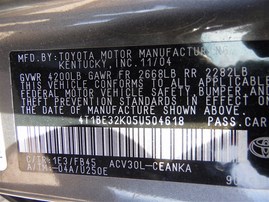 MFD.BY:TOYOTA MOTOR MANUFACTUR
KENTUCKY,INC.11/04
GVWR 4200LB GAWR FR 2668LB RR 2282LB
THIS VEHICLE CONFORMS TO ALL APPLICABLE
FEDERAL MOTOR VEHICLE SAFETY, BUMPER,
AND THEFT PREVENTION STANDARDS IN EFFECT
ON THE DATE OF MANUFACTURE SHOWN
ABOVE.
4T1BE32K05U504618 PASS.CAR
C/TR:1E3/FB45 ACV30L-CEANKA
A/TM:-04A/U250E